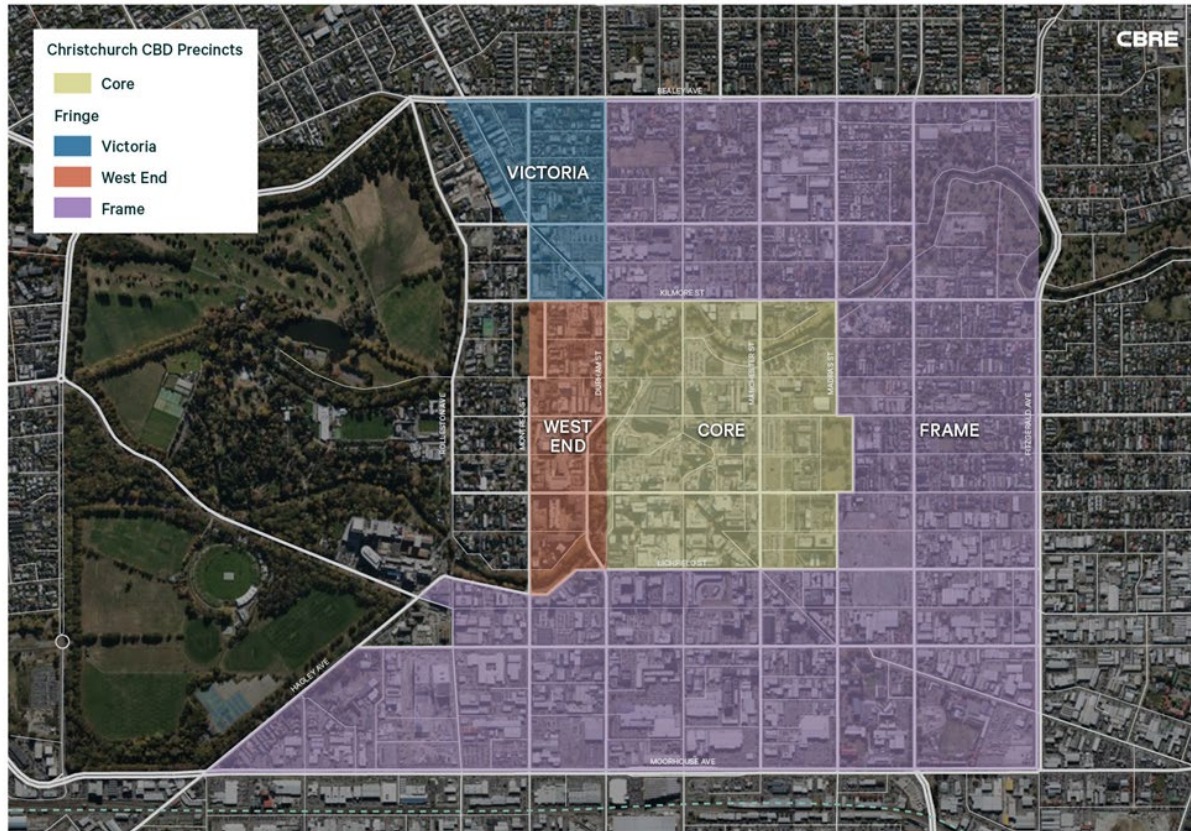 Christchurch CBD Precincts
Core
Fringe
Victoria
West End
Frame
CBRE
BEALEY AVE
VICTORIA
KILMORE ST
ROLLESTON AVE
MONTREAL ST
DURHAM ST
MANCHESTER ST
MADRAS ST
FITZGERALD AVE
WEST
END
CORE
FRAME
LICHFIELD ST
HAGLEY AVE
MOORHOUSE AVE